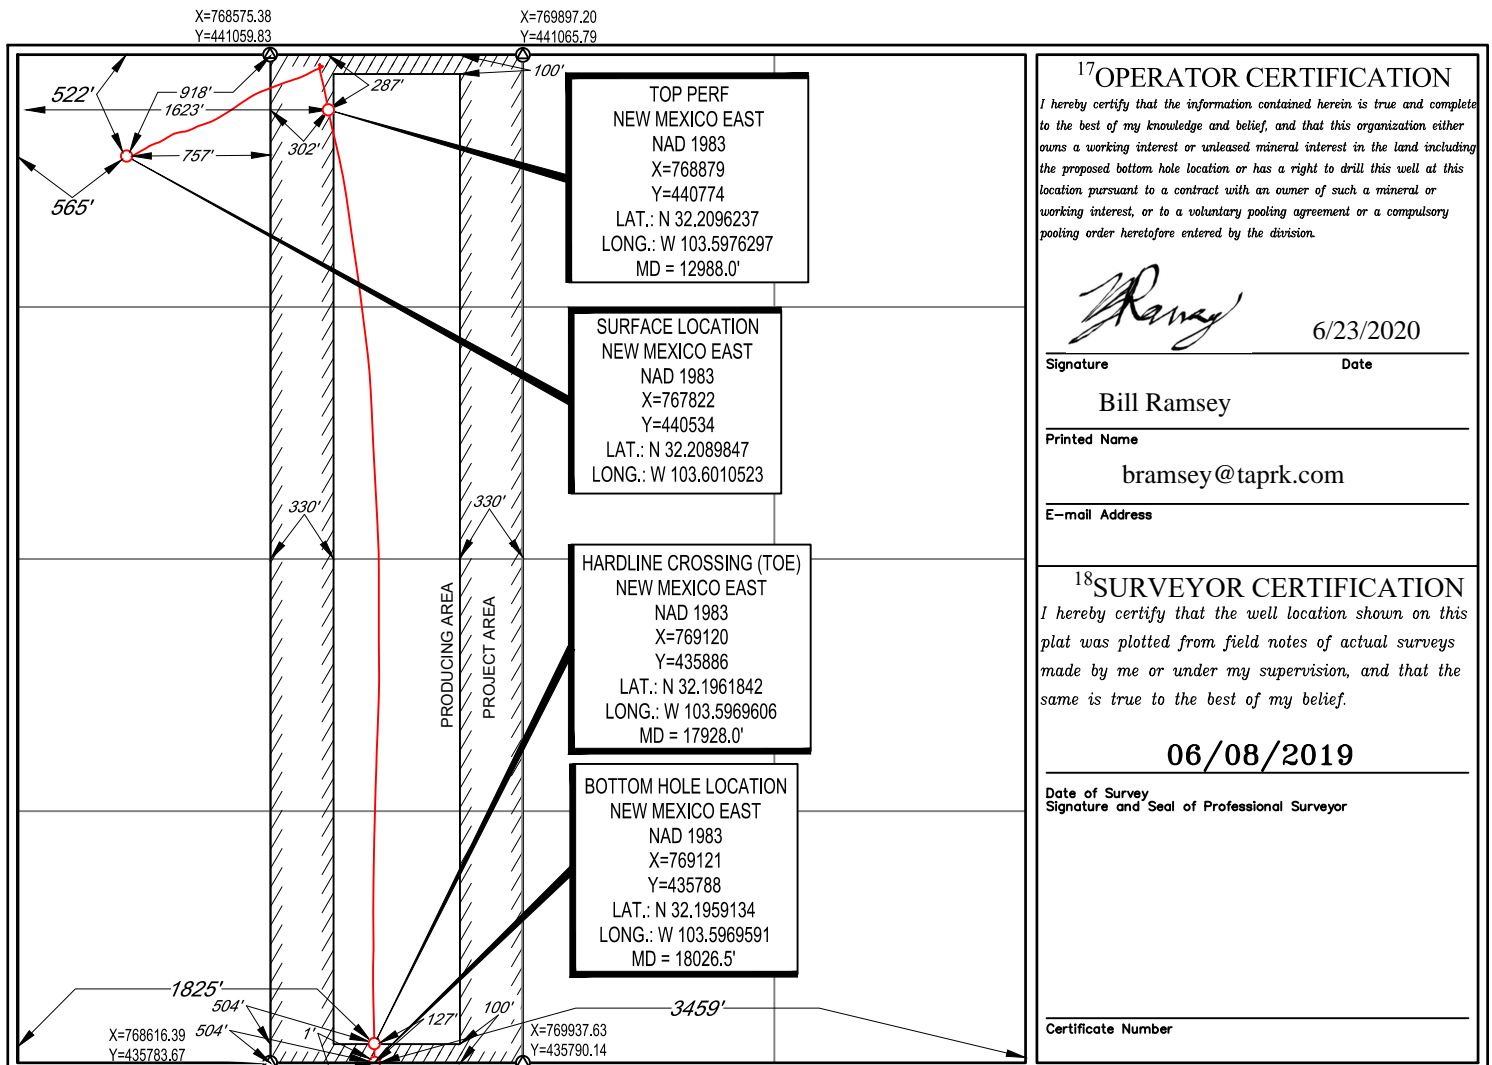 X=768575.38
Y=441059.83
X=769897.20
Y=441065.79
522'
918'
1623'
287'
100'
302'
757'
565'
TOP PERF
NEW MEXICO EAST
NAD 1983
X=768879
Y=440774
LAT.: N 32.2096237
LONG.: W 103.5976297
MD = 12988.0'
SURFACE LOCATION
NEW MEXICO EAST
NAD 1983
X=767822
Y=440534
LAT.: N 32.2089847
LONG.: W 103.6010523
330'
330'
PRODUCING AREA
PROJECT AREA
HARDLINE CROSSING (TOE)
NEW MEXICO EAST
NAD 1983
X=769120
Y=435886
LAT.: N 32.1961842
LONG.: W 103.5969606
MD = 17928.0'
BOTTOM HOLE LOCATION
NEW MEXICO EAST
NAD 1983
X=769121
Y=435788
LAT.: N 32.1959134
LONG.: W 103.5969591
MD = 18026.5'
1825'
504'
504'
1'
127'
100'
3459'
X=768616.39
Y=435783.67
X=769937.63
Y=435790.14
17OPERATOR CERTIFICATION
I hereby certify that the information contained herein is true and complete
to the best of my knowledge and belief, and that this organization either
owns a working interest or unleased mineral interest in the land including
the proposed bottom hole location or has a right to drill this well at this
location pursuant to a contract with an owner of such a mineral or
working interest, or to a voluntary pooling agreement or a compulsory
pooling order heretofore entered by the division.
6/23/2020
Signature Date
Bill Ramsey
Printed Name
bramsey@taprk.com
E-mail Address
18SURVEYOR CERTIFICATION
I hereby certify that the well location shown on this
plat was plotted from field notes of actual surveys
made by me or under my supervision, and that the
same is true to the best of my belief.
06/08/2019
Date of Survey
Signature and Seal of Professional Surveyor
Certificate Number